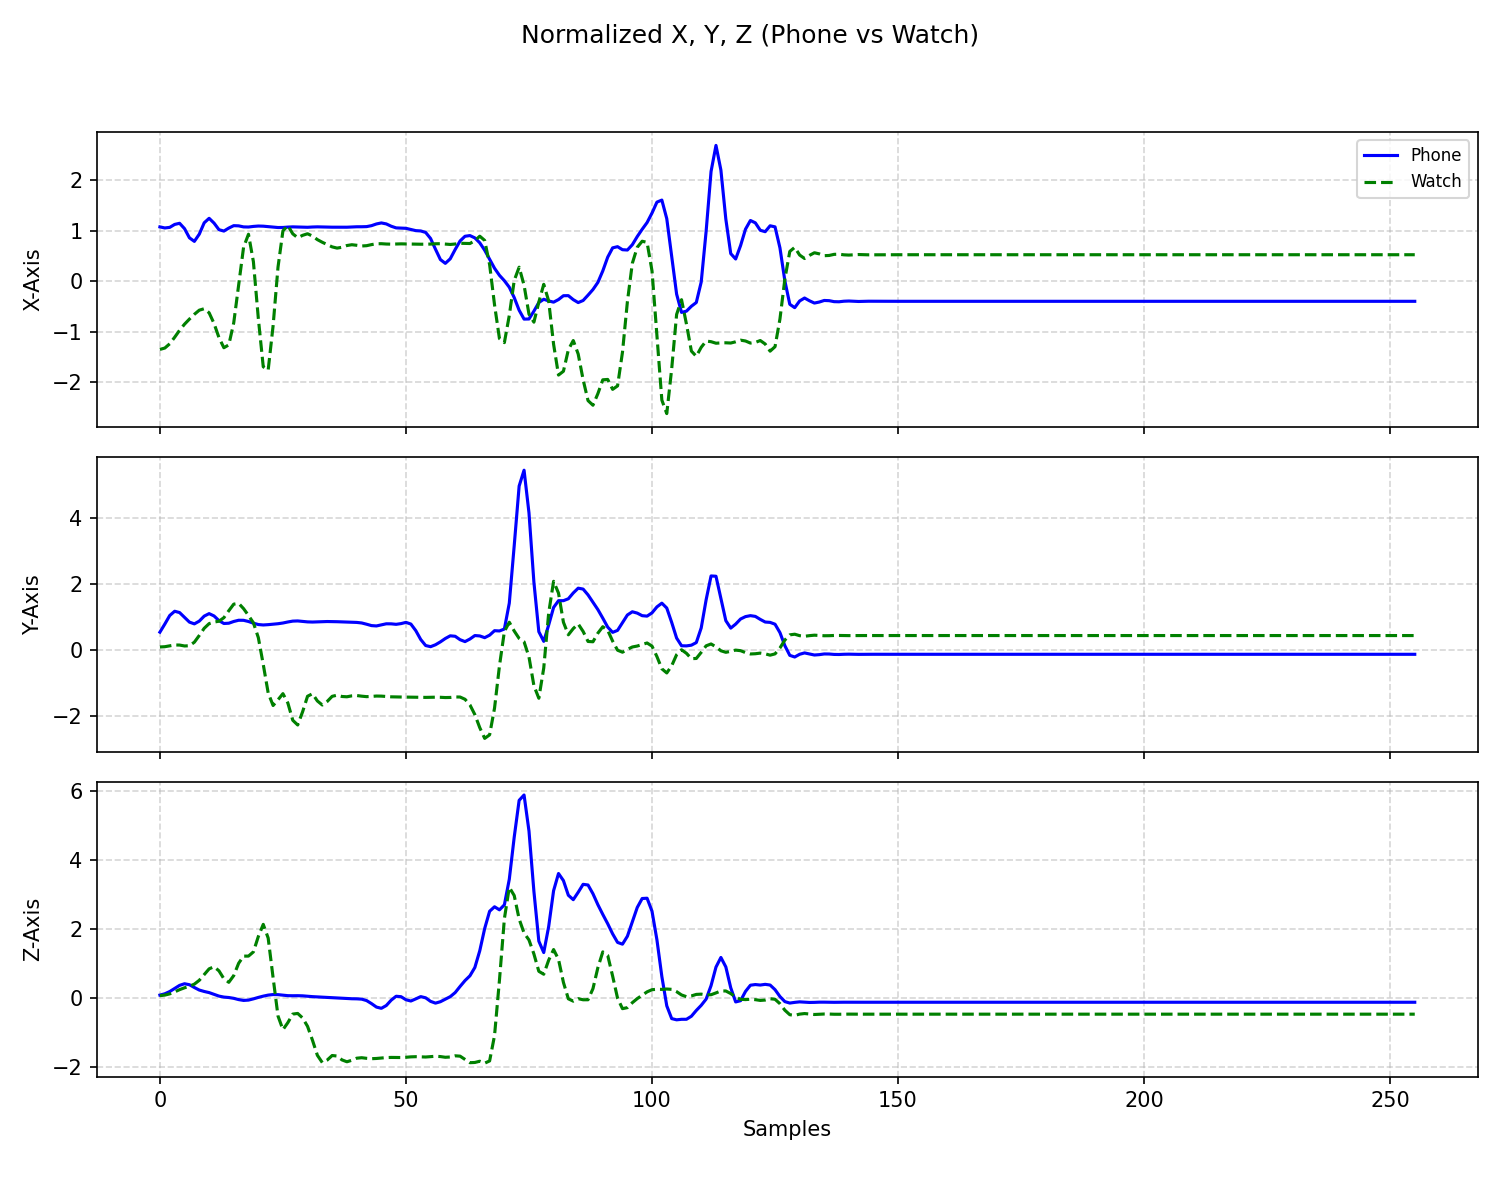 Normalized X, Y, Z (Phone vs Watch)
Phone
Watch
X-Axis
2
1
0
−1
−2
Y-Axis
4
2
0
−2
Z-Axis
6
4
2
0
−2
0 50 100 150 200 250
Samples